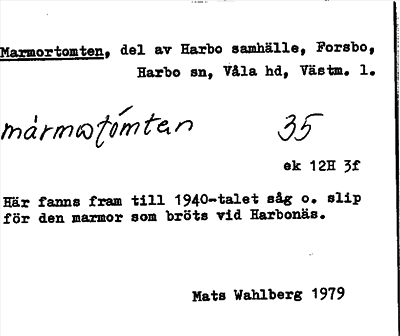 Marmortomten, del av Harbo samhälle, Forsbo,
Harbo sn, Våla hd, Västm. l.
màrmơṭómten 35
ek 12H 3f
Här fanns fram till 1940-talet såg o. slip
för den marmor som bröts vid Harbonäs.
Mats Wahlberg 1979